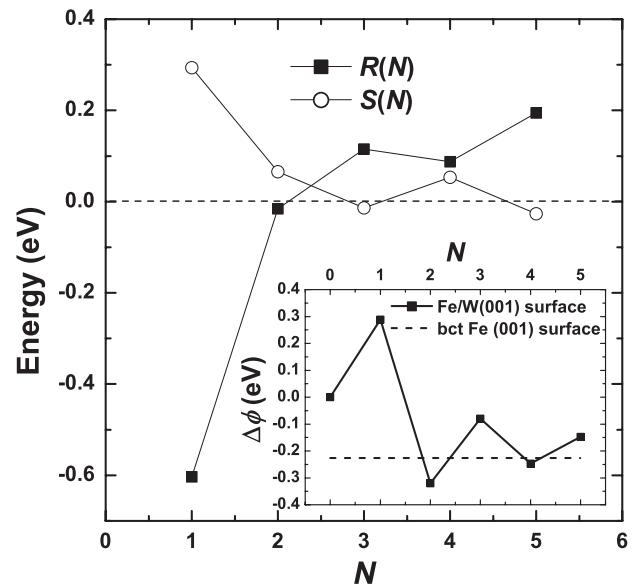 0.4
0.2
0.0
-0.2
-0.4
-0.6
Energy (eV)
R(N)
S(N)
N
0 1 2 3 4 5
0.4
0.3
0.2
0.1
0.0
-0.1
-0.2
-0.3
-0.4
Δϕ (eV)
Fe/W(001) surface
bct Fe (001) surface
0 1 2 3 4 5 6
N